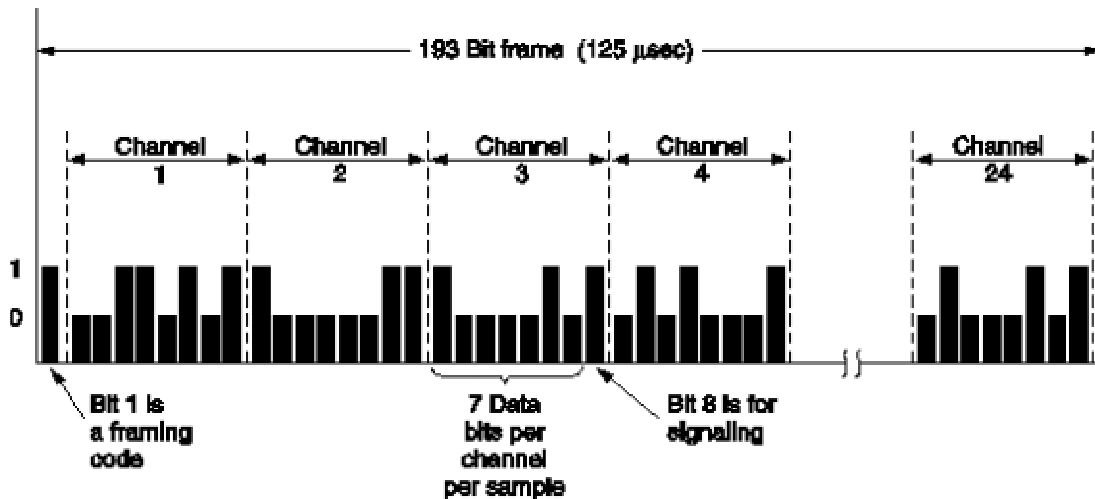 193 Bit frame (125 μsec)
Channel
1
Channel
2
Channel
3
Channel
4
Channel
24
1
0
Bit 1 is
a framing
code
7 Data
bits per
channel
per sample
Bit 8 is for
signaling